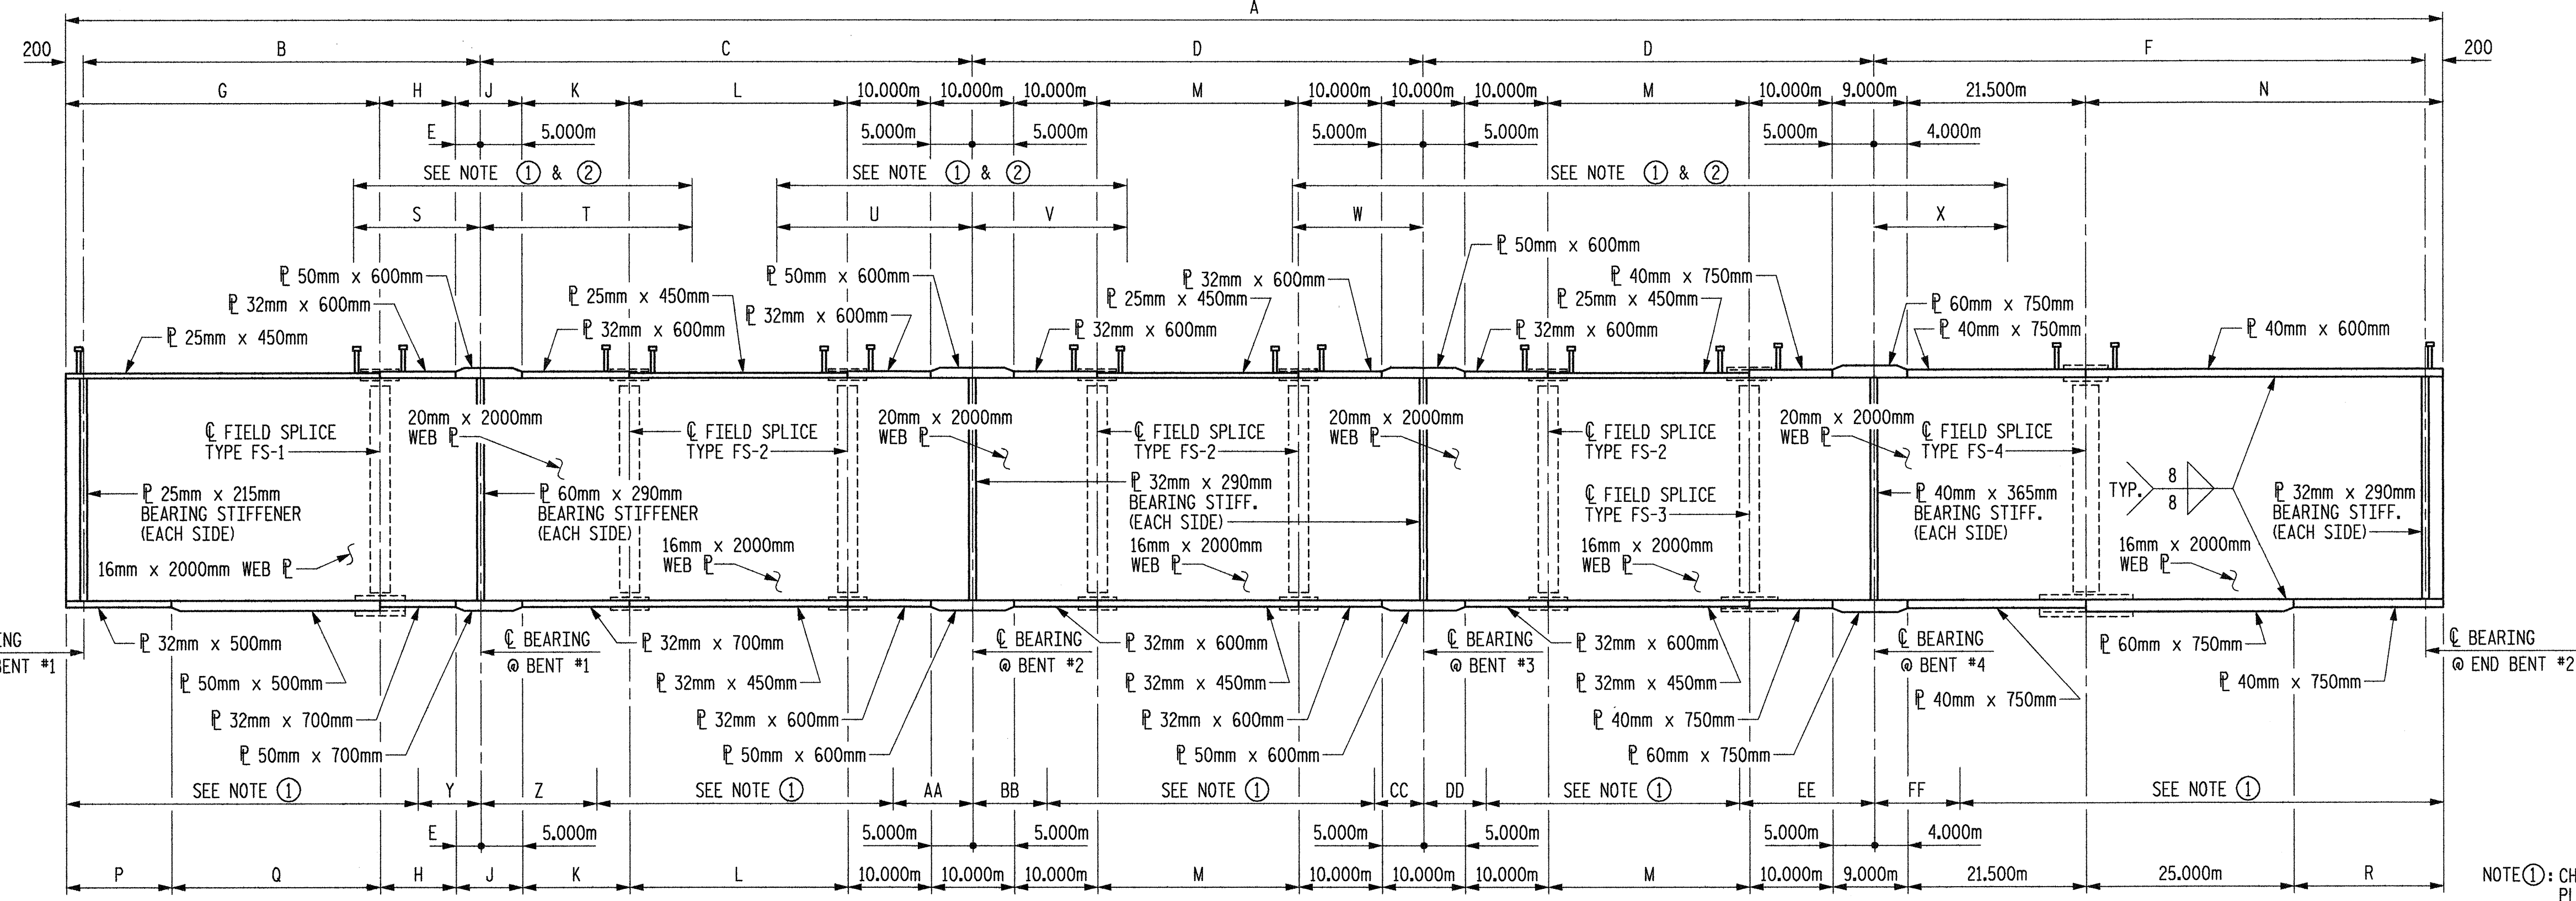 A
200 B C D D F 200
G H J K L 10.000m 10.000m 10.000m M 10.000m 10.000m 10.000m M 10.000m 9.000m 21.500m N
E 5.000m 5.000m 5.000m 5.000m 5.000m 5.000m 4.000m
SEE NOTE ① & ② SEE NOTE ① & ② SEE NOTE ① & ②
S T U V W X
℄ 50mm x 600mm
℄ 50mm x 600mm ℄ 50mm x 600mm ℄ 32mm x 600mm ℄ 40mm x 750mm
℄ 32mm x 600mm ℄ 25mm x 450mm ℄ 25mm x 450mm ℄ 25mm x 450mm ℄ 60mm x 750mm
℄ 25mm x 450mm ℄ 32mm x 600mm ℄ 32mm x 600mm ℄ 32mm x 600mm ℄ 32mm x 600mm ℄ 40mm x 750mm ℄ 40mm x 600mm
℄ FIELD SPLICE
TYPE FS-1
20mm x 2000mm
WEB ℄
℄ FIELD SPLICE
TYPE FS-2
20mm x 2000mm
WEB ℄
℄ FIELD SPLICE
TYPE FS-2
20mm x 2000mm
WEB ℄
℄ FIELD SPLICE
TYPE FS-2
20mm x 2000mm
WEB ℄
℄ FIELD SPLICE
TYPE FS-4
℄ 25mm x 215mm
BEARING STIFFENER
(EACH SIDE)
℄ 60mm x 290mm
BEARING STIFFENER
(EACH SIDE)
℄ 32mm x 290mm
BEARING STIFF.
(EACH SIDE)
℄ FIELD SPLICE
TYPE FS-3
℄ 40mm x 365mm
BEARING STIFF.
(EACH SIDE)
TYP. 8
8
℄ 32mm x 290mm
BEARING STIFF.
(EACH SIDE)
16mm x 2000mm WEB ℄
16mm x 2000mm
WEB ℄
16mm x 2000mm
WEB ℄
16mm x 2000mm
WEB ℄
16mm x 2000mm
WEB ℄
BENT #1
℄ 32mm x 500mm
℄ BEARING
@ BENT #1
℄ 32mm x 700mm
℄ BEARING
@ BENT #2
℄ 32mm x 600mm
℄ BEARING
@ BENT #3
℄ 32mm x 600mm
℄ BEARING
@ BENT #4
℄ 60mm x 750mm
℄ BEARING
@ END BENT #2
℄ 50mm x 500mm ℄ 32mm x 450mm ℄ 32mm x 450mm ℄ 32mm x 450mm ℄ 40mm x 750mm ℄ 40mm x 750mm
℄ 32mm x 700mm ℄ 32mm x 600mm ℄ 32mm x 600mm ℄ 40mm x 750mm
℄ 50mm x 700mm ℄ 50mm x 600mm ℄ 50mm x 600mm ℄ 60mm x 750mm
SEE NOTE ① Y Z SEE NOTE ① AA BB SEE NOTE ① CC DD SEE NOTE ① EE FF SEE NOTE ①
E 5.000m 5.000m 5.000m 5.000m 5.000m 5.000m 4.000m
P Q H J K L 10.000m 10.000m 10.000m M 10.000m 10.000m 10.000m M 10.000m 9.000m 21.500m 25.000m R
NOTE ①: